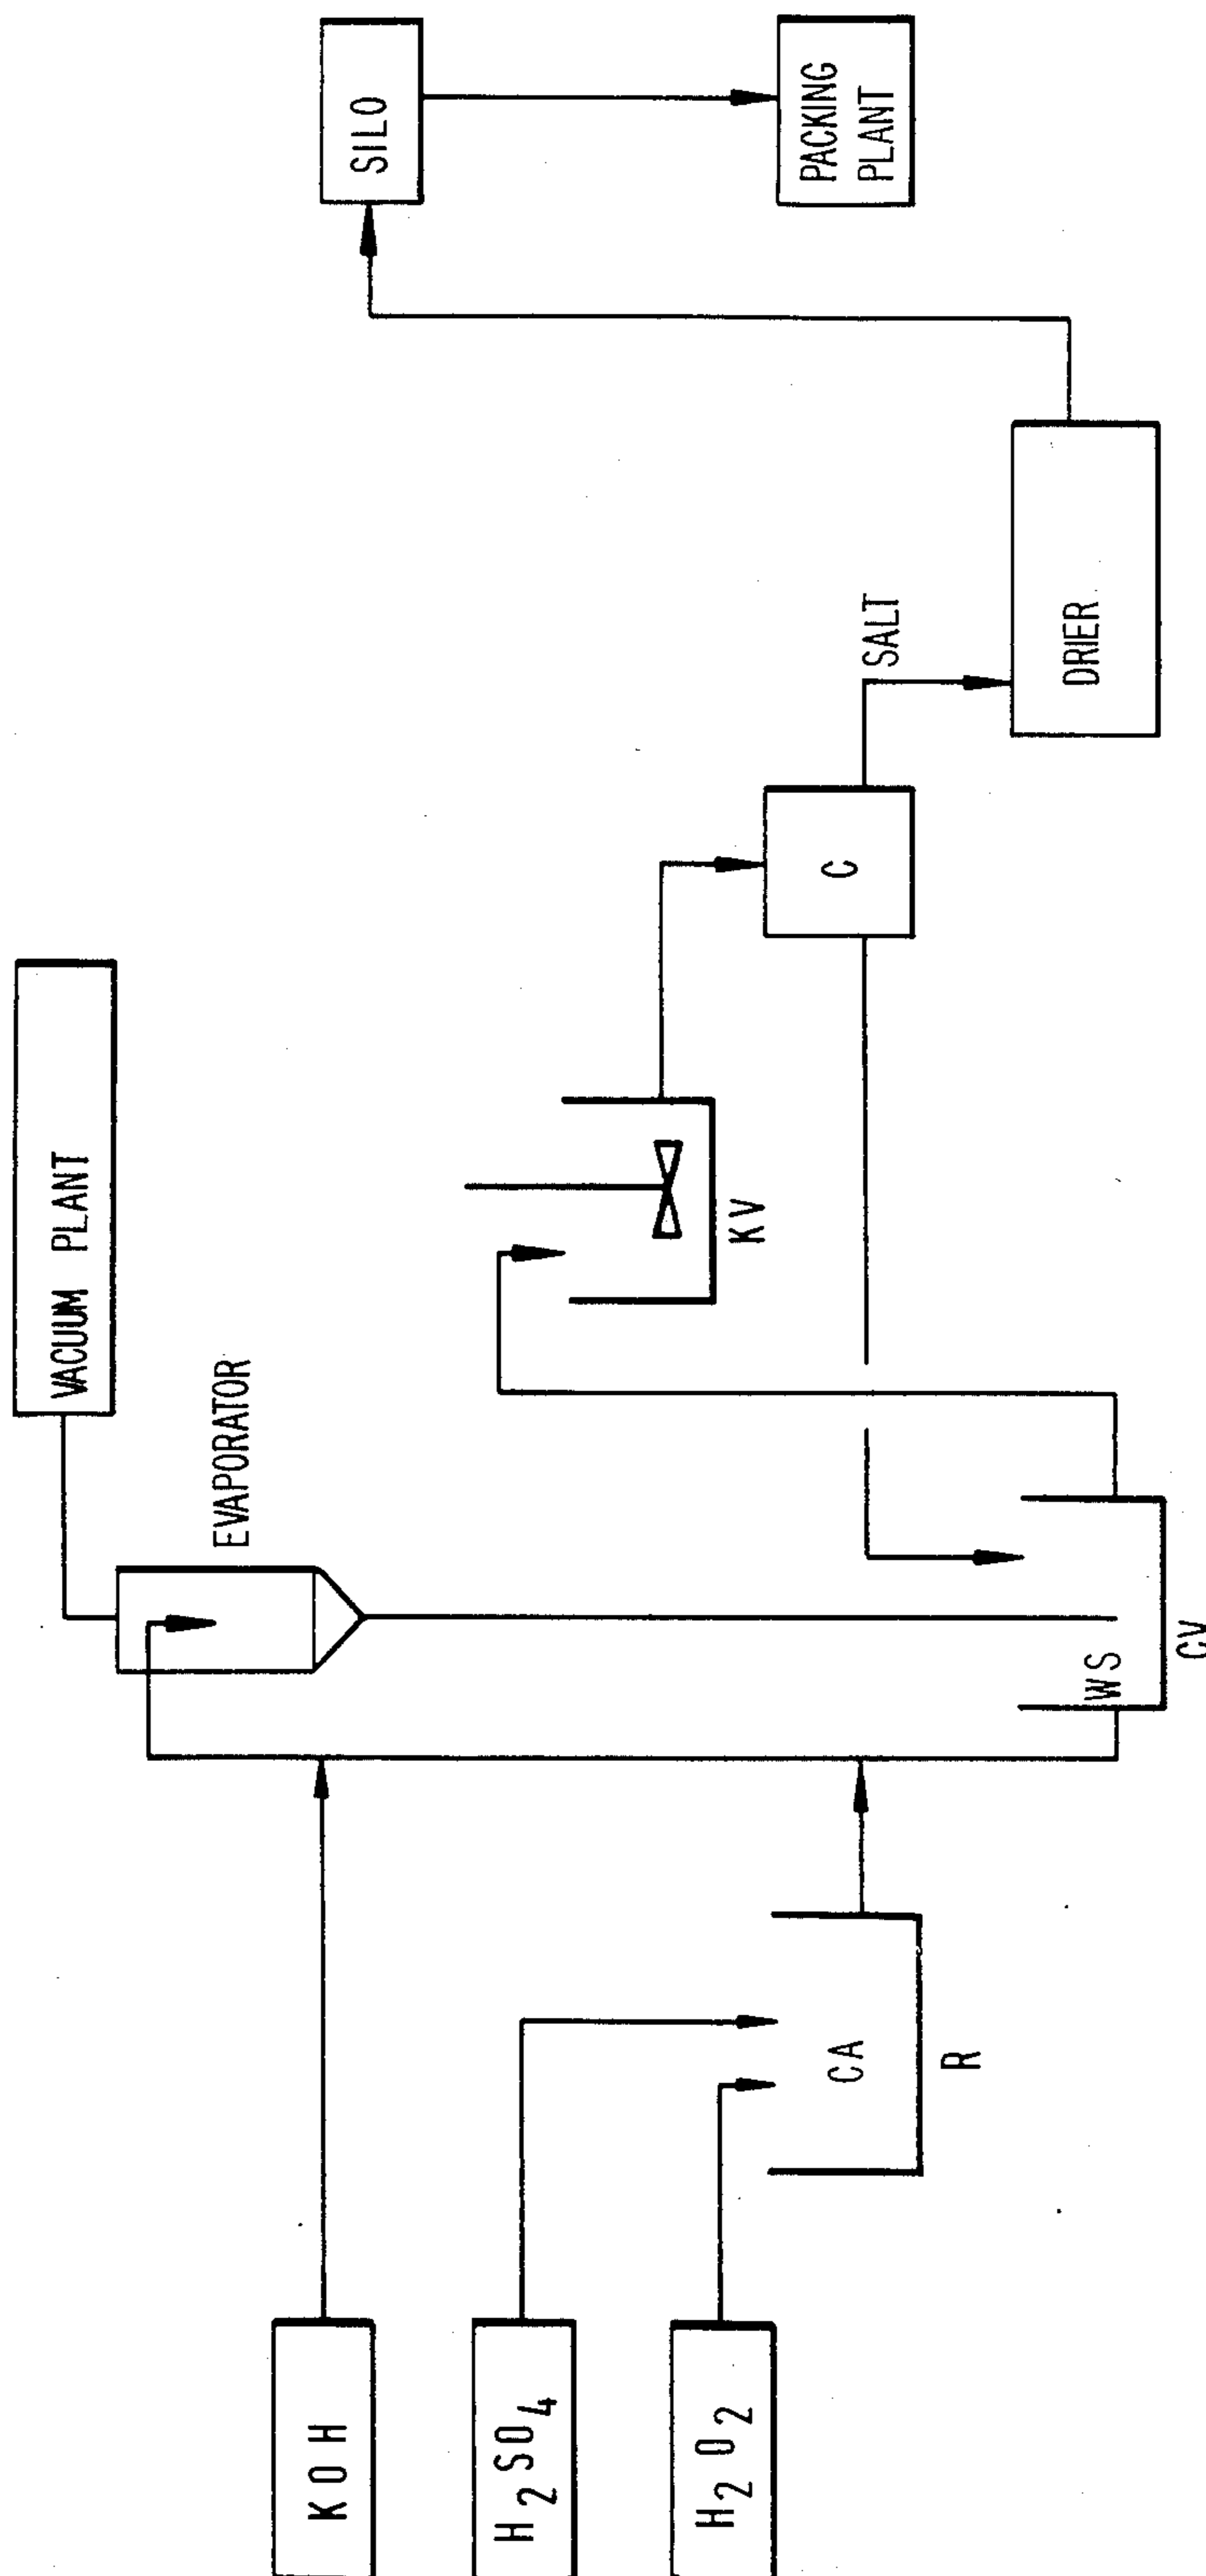 VACUUM PLANT
EVAPORATOR
SILO
PACKING
PLANT
KOH
H2SO4
H2O2
CA
R
WS
CV
KV
C
SALT
DRIER